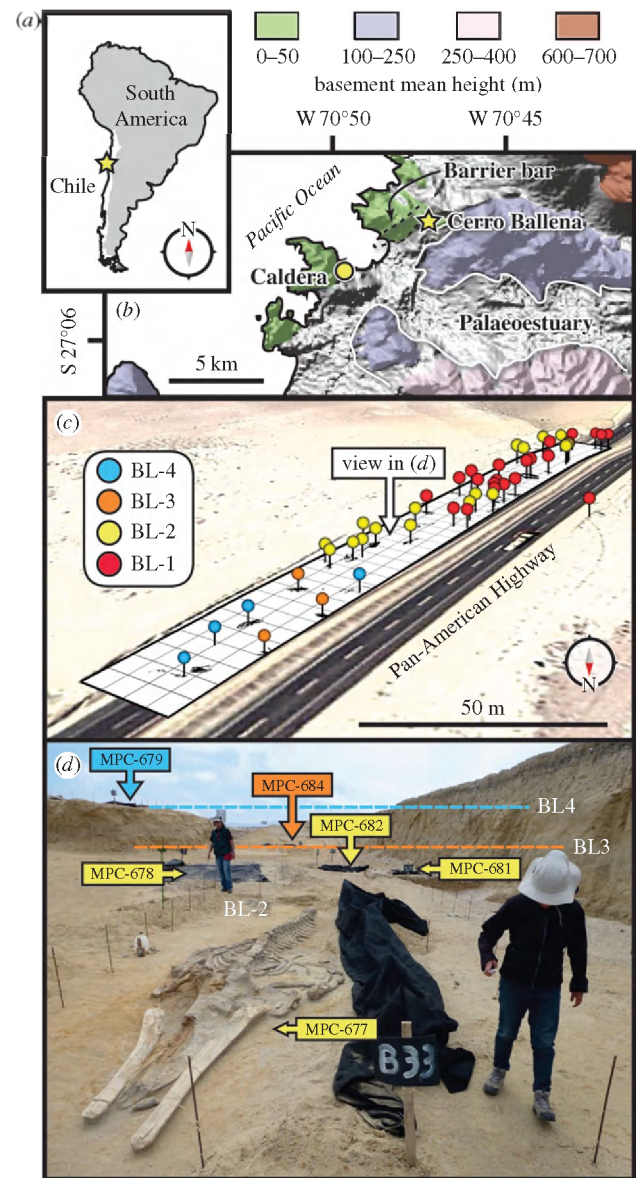 (a)
0–50
100–250
250–400
600–700
basement mean height (m)
South
America
Chile
N
W 70°50
W 70°45
Pacific Ocean
Barrier bar
Cerro Ballena
Caldera
(b)
Palaeoestuary
S 27°06
5 km
(c)
view in (d)
BL-4
BL-3
BL-2
BL-1
Pan-American Highway
N
50 m
(d)
MPC-679
MPC-684
BL4
MPC-682
BL3
MPC-678
MPC-681
BL-2
MPC-677
B33